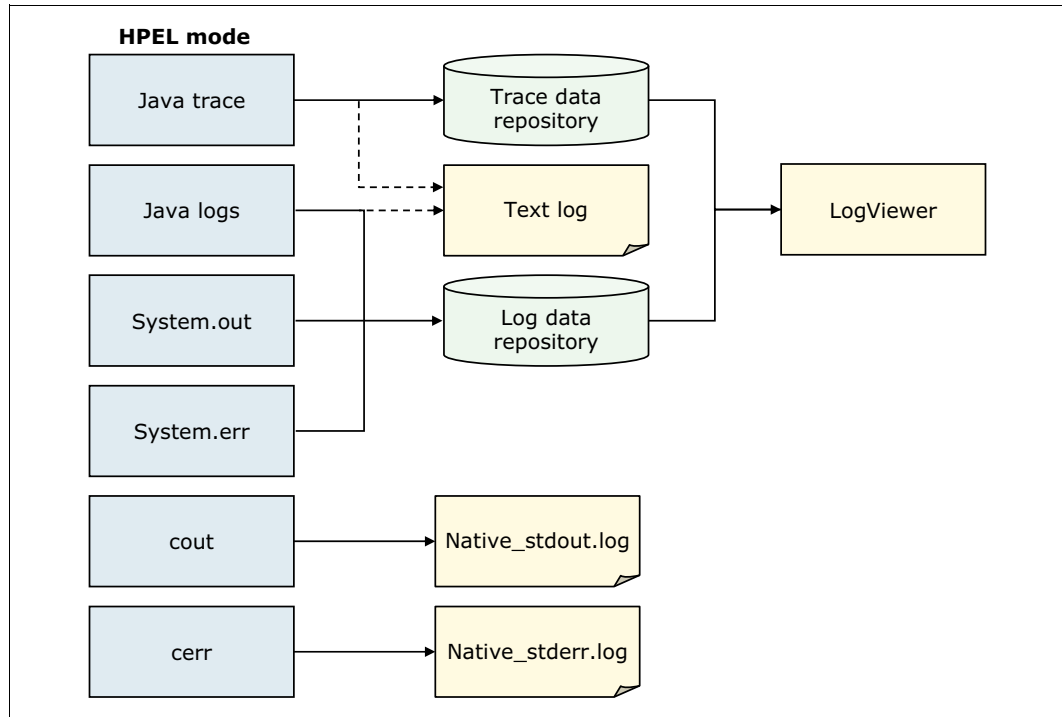 HPEL mode
Java trace
Trace data
repository
Java logs
Text log
LogViewer
System.out
Log data
repository
System.err
cout
Native_stdout.log
cerr
Native_stderr.log